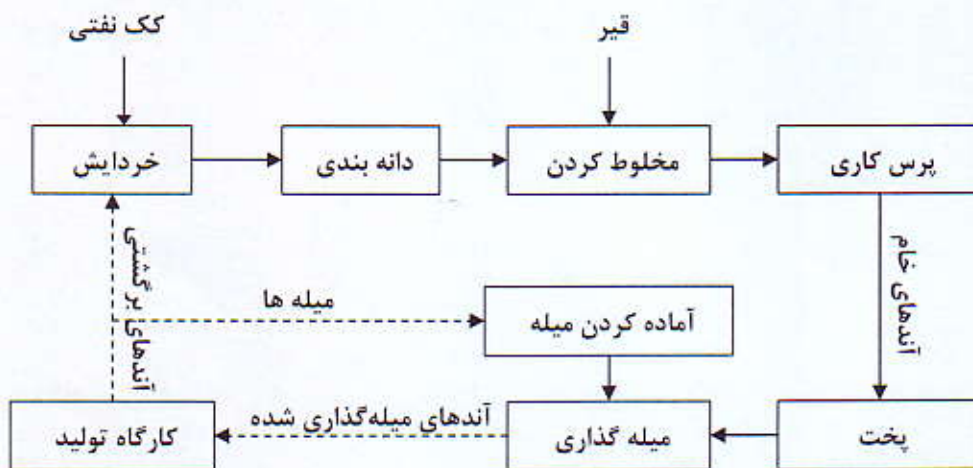 کک نفتی
قیر
خردایش
دانه بندی
مخلوط کردن
پرس کاری
آندهای خام
آندهای برگشتی
میله ها
آماده کردن میله
پخت
میله گذاری
آندهای میله‌گذاری شده
کارگاه تولید